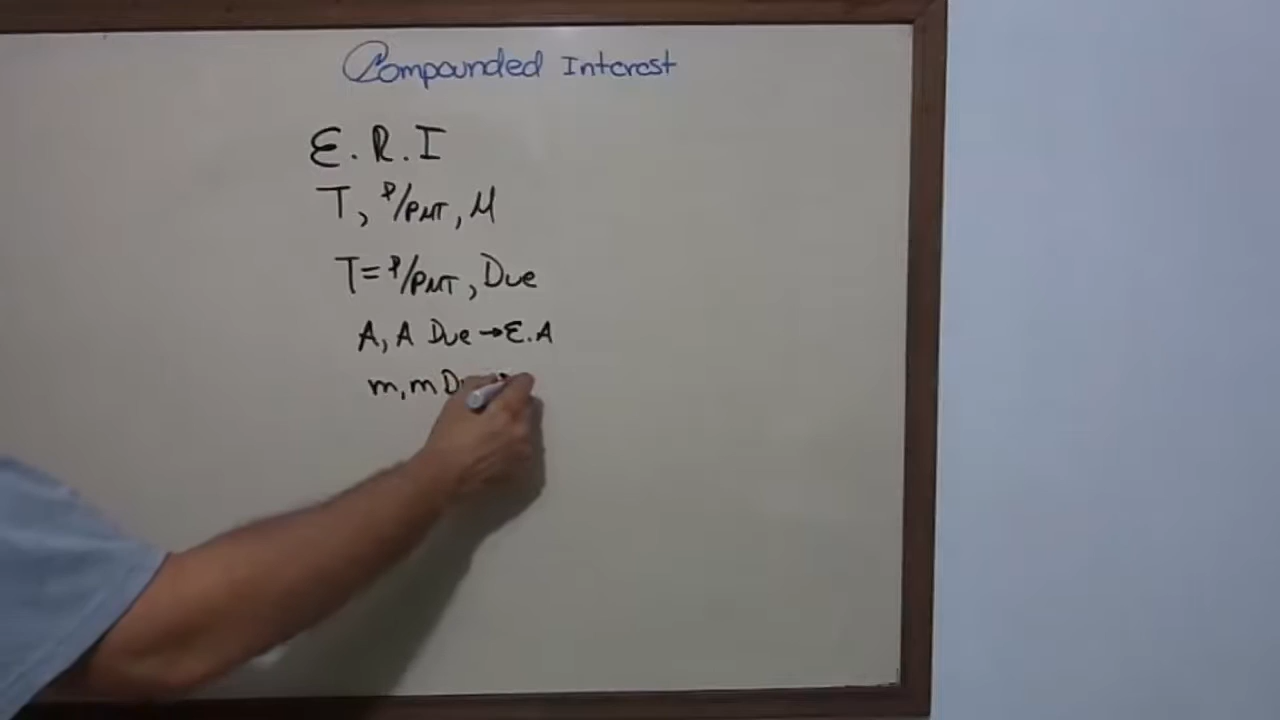 Compounded Interest
E.R.I
T, P/PMT, M
T=P/PMT, Due
A, A Due→E.A
m, m